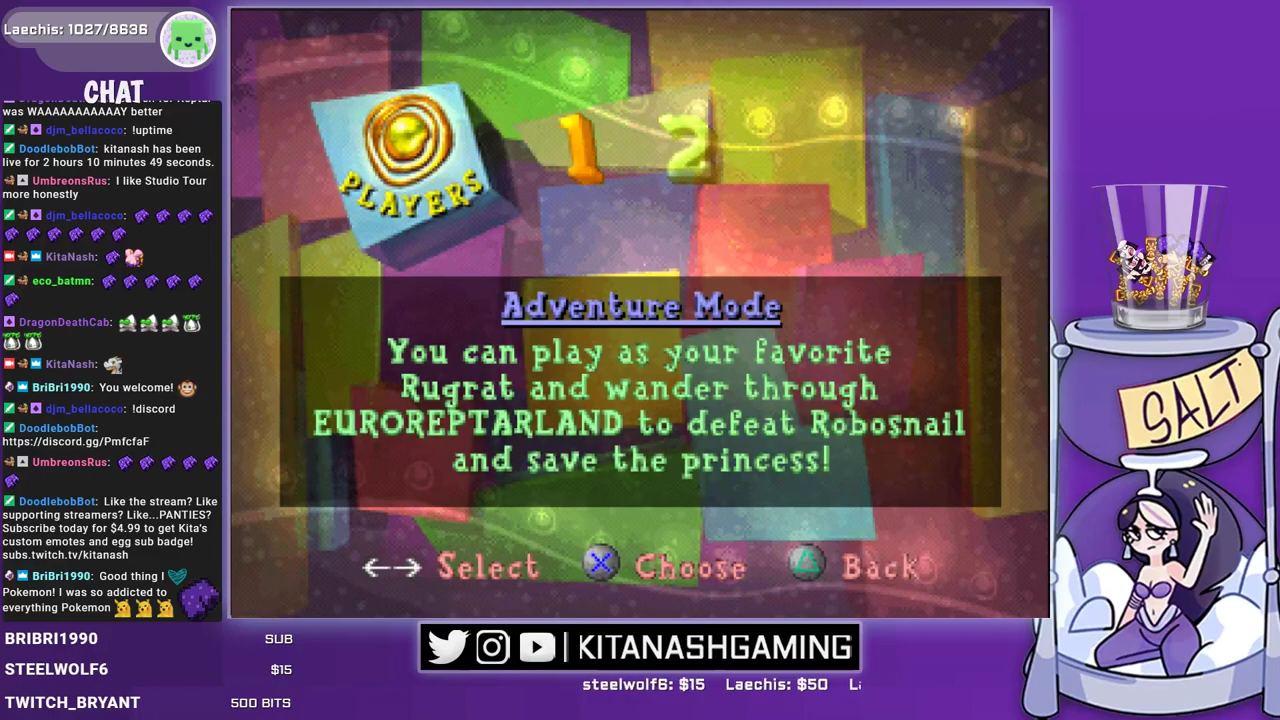 Laechis: 1027/8636
CHAT
was WAAAAAAAAAAAY better
djm_bellacoco: !uptime
DoodlebobBot: kitanash has been
live for 2 hours 10 minutes 49 seconds.
UmbreonsRus: I like Studio Tour
more honestly
djm_bellacoco:
KitaNash:
eco_batmn:
DragonDeathCab:
KitaNash:
BriBri1990: You welcome!
djm_bellacoco: !discord
DoodlebobBot:
https://discord.gg/PmfcfaF
UmbreonsRus:
DoodlebobBot: Like the stream? Like
supporting streamers? Like...PANTIES?
Subscribe today for $4.99 to get Kita's
custom emotes and egg sub badge!
subs.twitch.tv/kitanash
BriBri1990: Good thing I
Pokemon! I was so addicted to
everything Pokemon
BRIBRI1990 SUB
STEELWOLF6 $15
TWITCH_BRYANT 500 BITS
PLAYERS
1 2
Adventure Mode
You can play as your favorite
Rugrat and wander through
EUROREPTARLAND to defeat Robosnail
and save the princess!
Select Choose Back
KITANASHGAMING
steelwolf6: $15 Laechis: $50
SALT